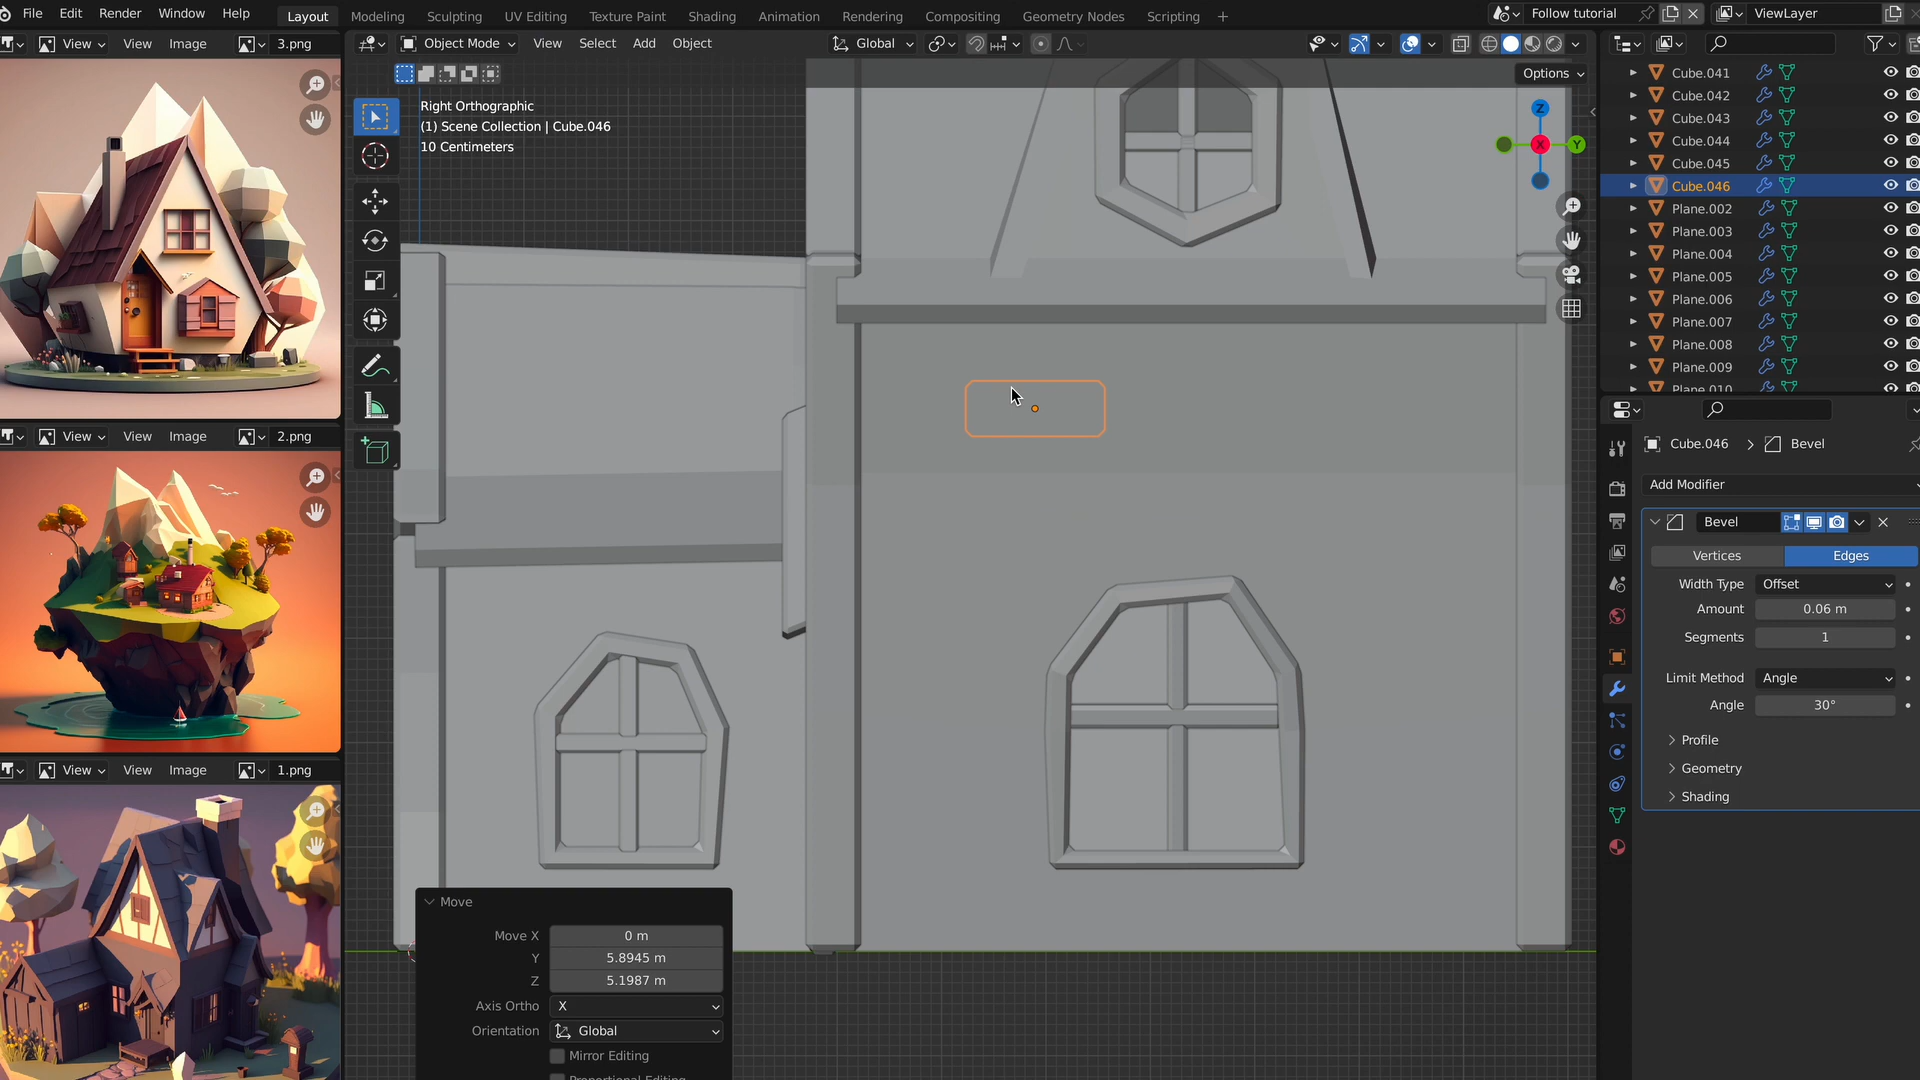 File Edit Render Window Help
Layout Modeling Sculpting UV Editing Texture Paint Shading Animation Rendering Compositing Geometry Nodes Scripting +
Follow tutorial
ViewLayer
View View Image 3.png
Object Mode View Select Add Object
Global
Options
Right Orthographic
(1) Scene Collection | Cube.046
10 Centimeters
Z
X
Y
Cube.041
Cube.042
Cube.043
Cube.044
Cube.045
Cube.046
Plane.002
Plane.003
Plane.004
Plane.005
Plane.006
Plane.007
Plane.008
Plane.009
Plane.010
View View Image 2.png
Cube.046 > Bevel
Add Modifier
Bevel
Vertices Edges
Width Type Offset
Amount 0.06 m
Segments 1
Limit Method Angle
Angle 30°
Profile
Geometry
Shading
View View Image 1.png
Move
Move X 0 m
Y 5.8945 m
Z 5.1987 m
Axis Ortho X
Orientation Global
Mirror Editing
Proportional Editing